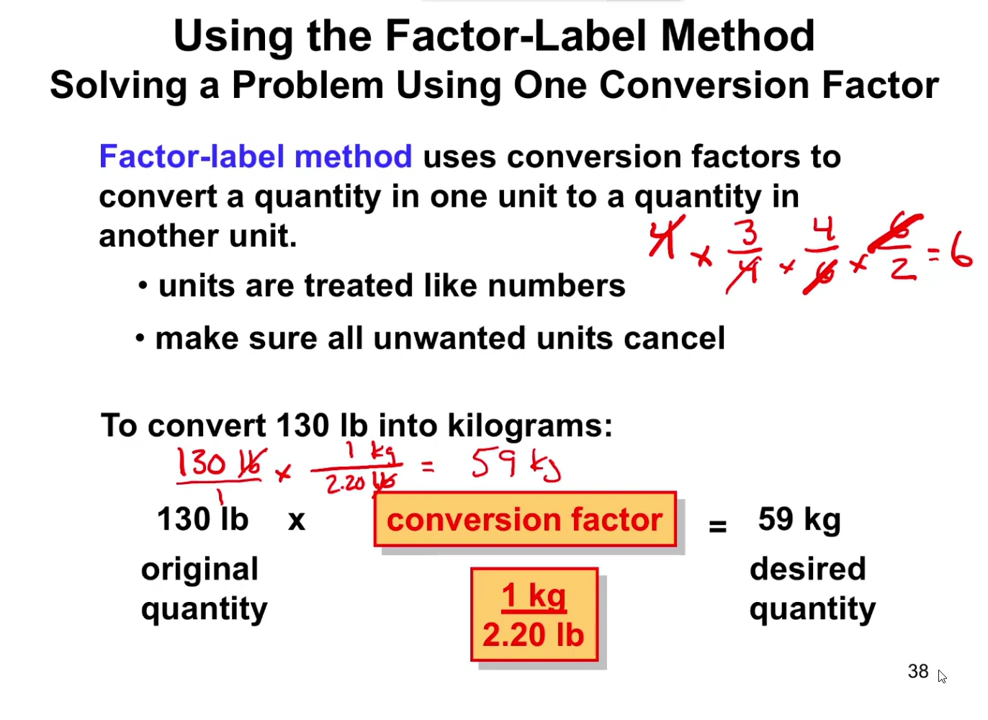 Using the Factor-Label Method
Solving a Problem Using One Conversion Factor
Factor-label method uses conversion factors to
convert a quantity in one unit to a quantity in
another unit.
4 × 3/4 × 4/6 × 6/2 = 6
• units are treated like numbers
• make sure all unwanted units cancel
To convert 130 lb into kilograms:
130 lb/1 × 1 kg/2.20 lb = 59 kg
130 lb x conversion factor = 59 kg
original desired
quantity quantity
1 kg
2.20 lb
38